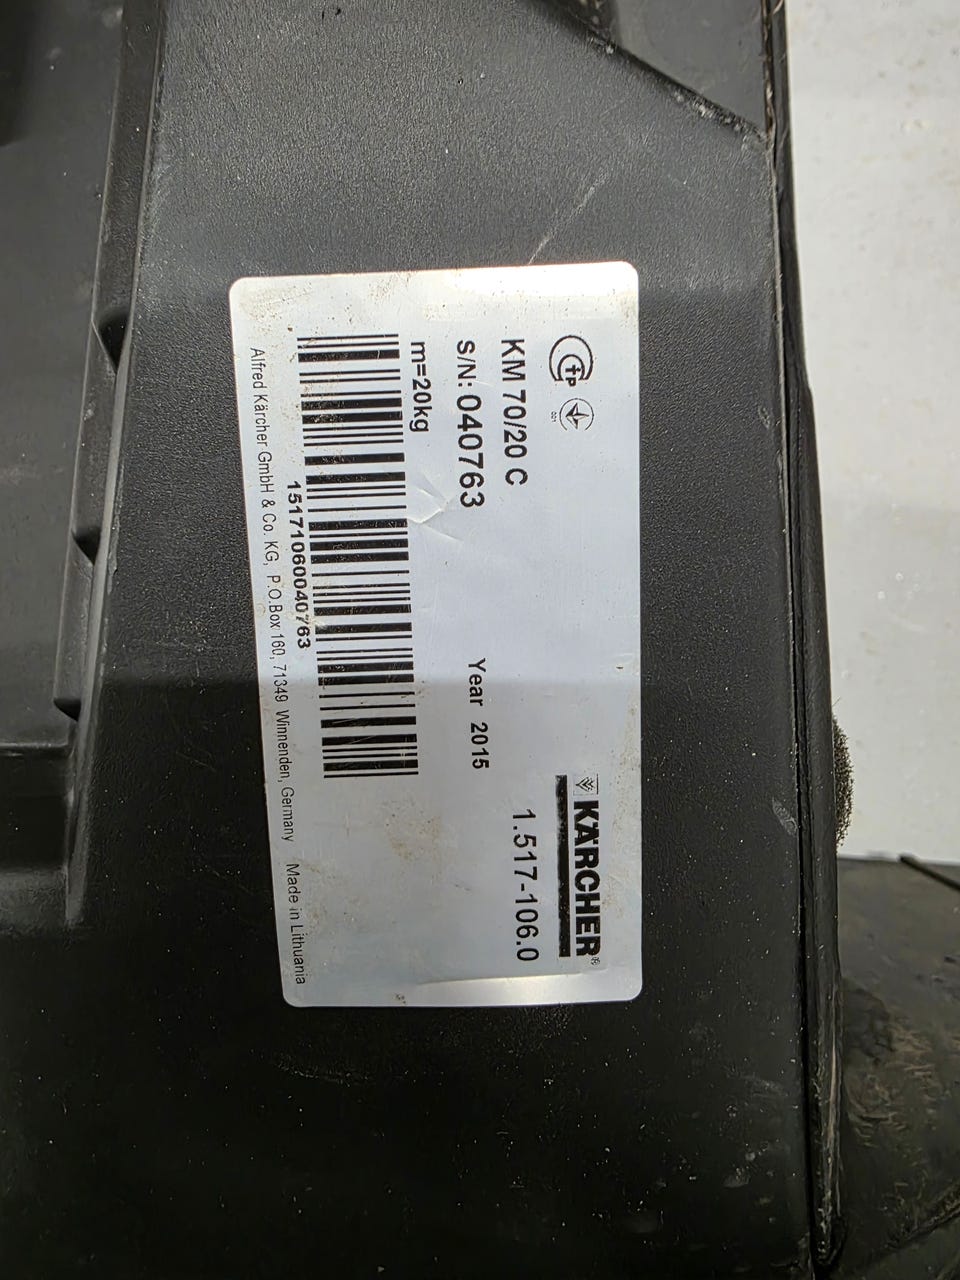 KÄRCHER®
KM 70/20 C
1.517-106.0
S/N: 040763
Year 2015
m=20kg
15171060040763
Alfred Kärcher GmbH & Co. KG, P.O.Box 160, 71349 Winnenden, Germany Made in Lithuania